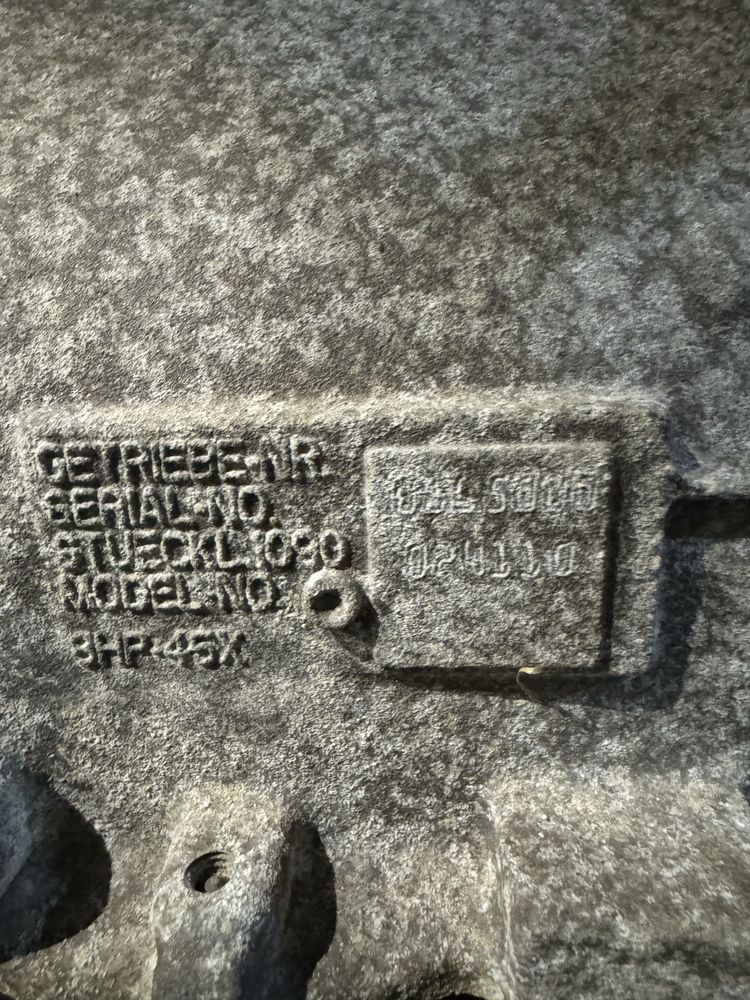 GETRIEBE-NR.
SERIAL-NO.
STUECKL.1090
MODEL-NO.
8HP-45X
024110